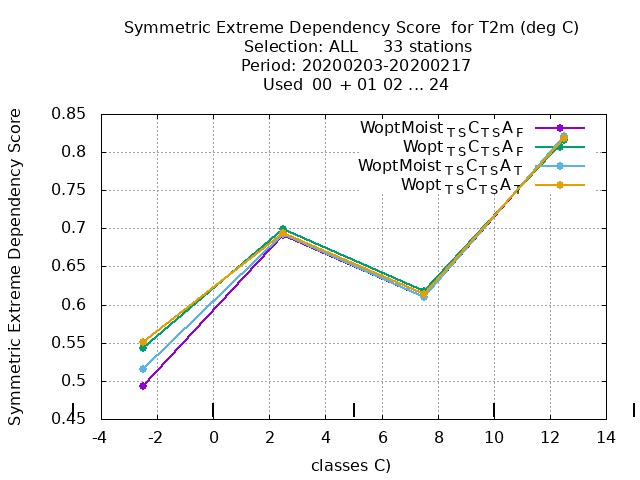 Symmetric Extreme Dependency Score  for T2m (deg C)
Selection: ALL     33 stations
Period: 20200203-20200217
Used  00 + 01 02 ... 24
Symmetric Extreme Dependency Score
0.85
0.8
0.75
0.7
0.65
0.6
0.55
0.5
0.45
WoptMoist TS C TS A F
Wopt TS C TS A F
WoptMoist TS C TS A T
Wopt TS C TS A T
-4 -2 0 2 4 6 8 10 12 14
classes C)